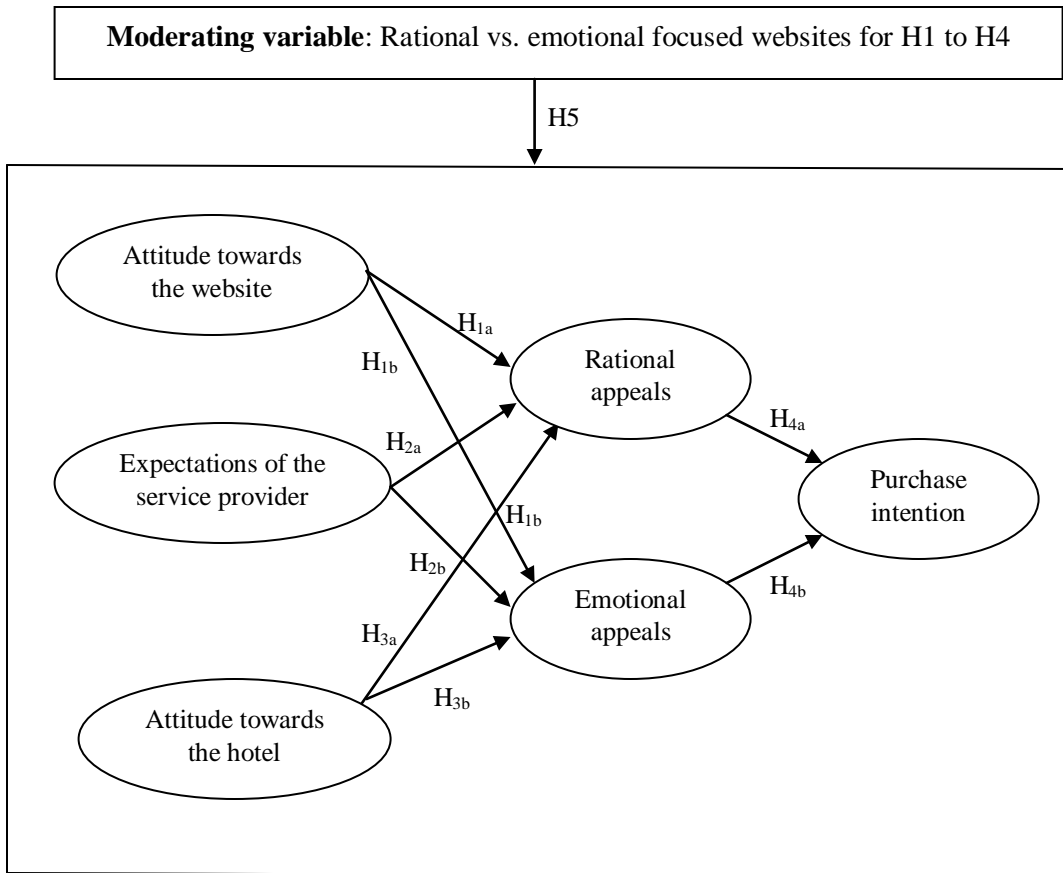 Moderating variable: Rational vs. emotional focused websites for H1 to H4
H5
Attitude towards
the website
H1a
H1b
Rational
appeals
H2a
H4a
Expectations of the
service provider
Purchase
intention
H1b
H2b
Emotional
appeals
H4b
H3a
H3b
Attitude towards
the hotel